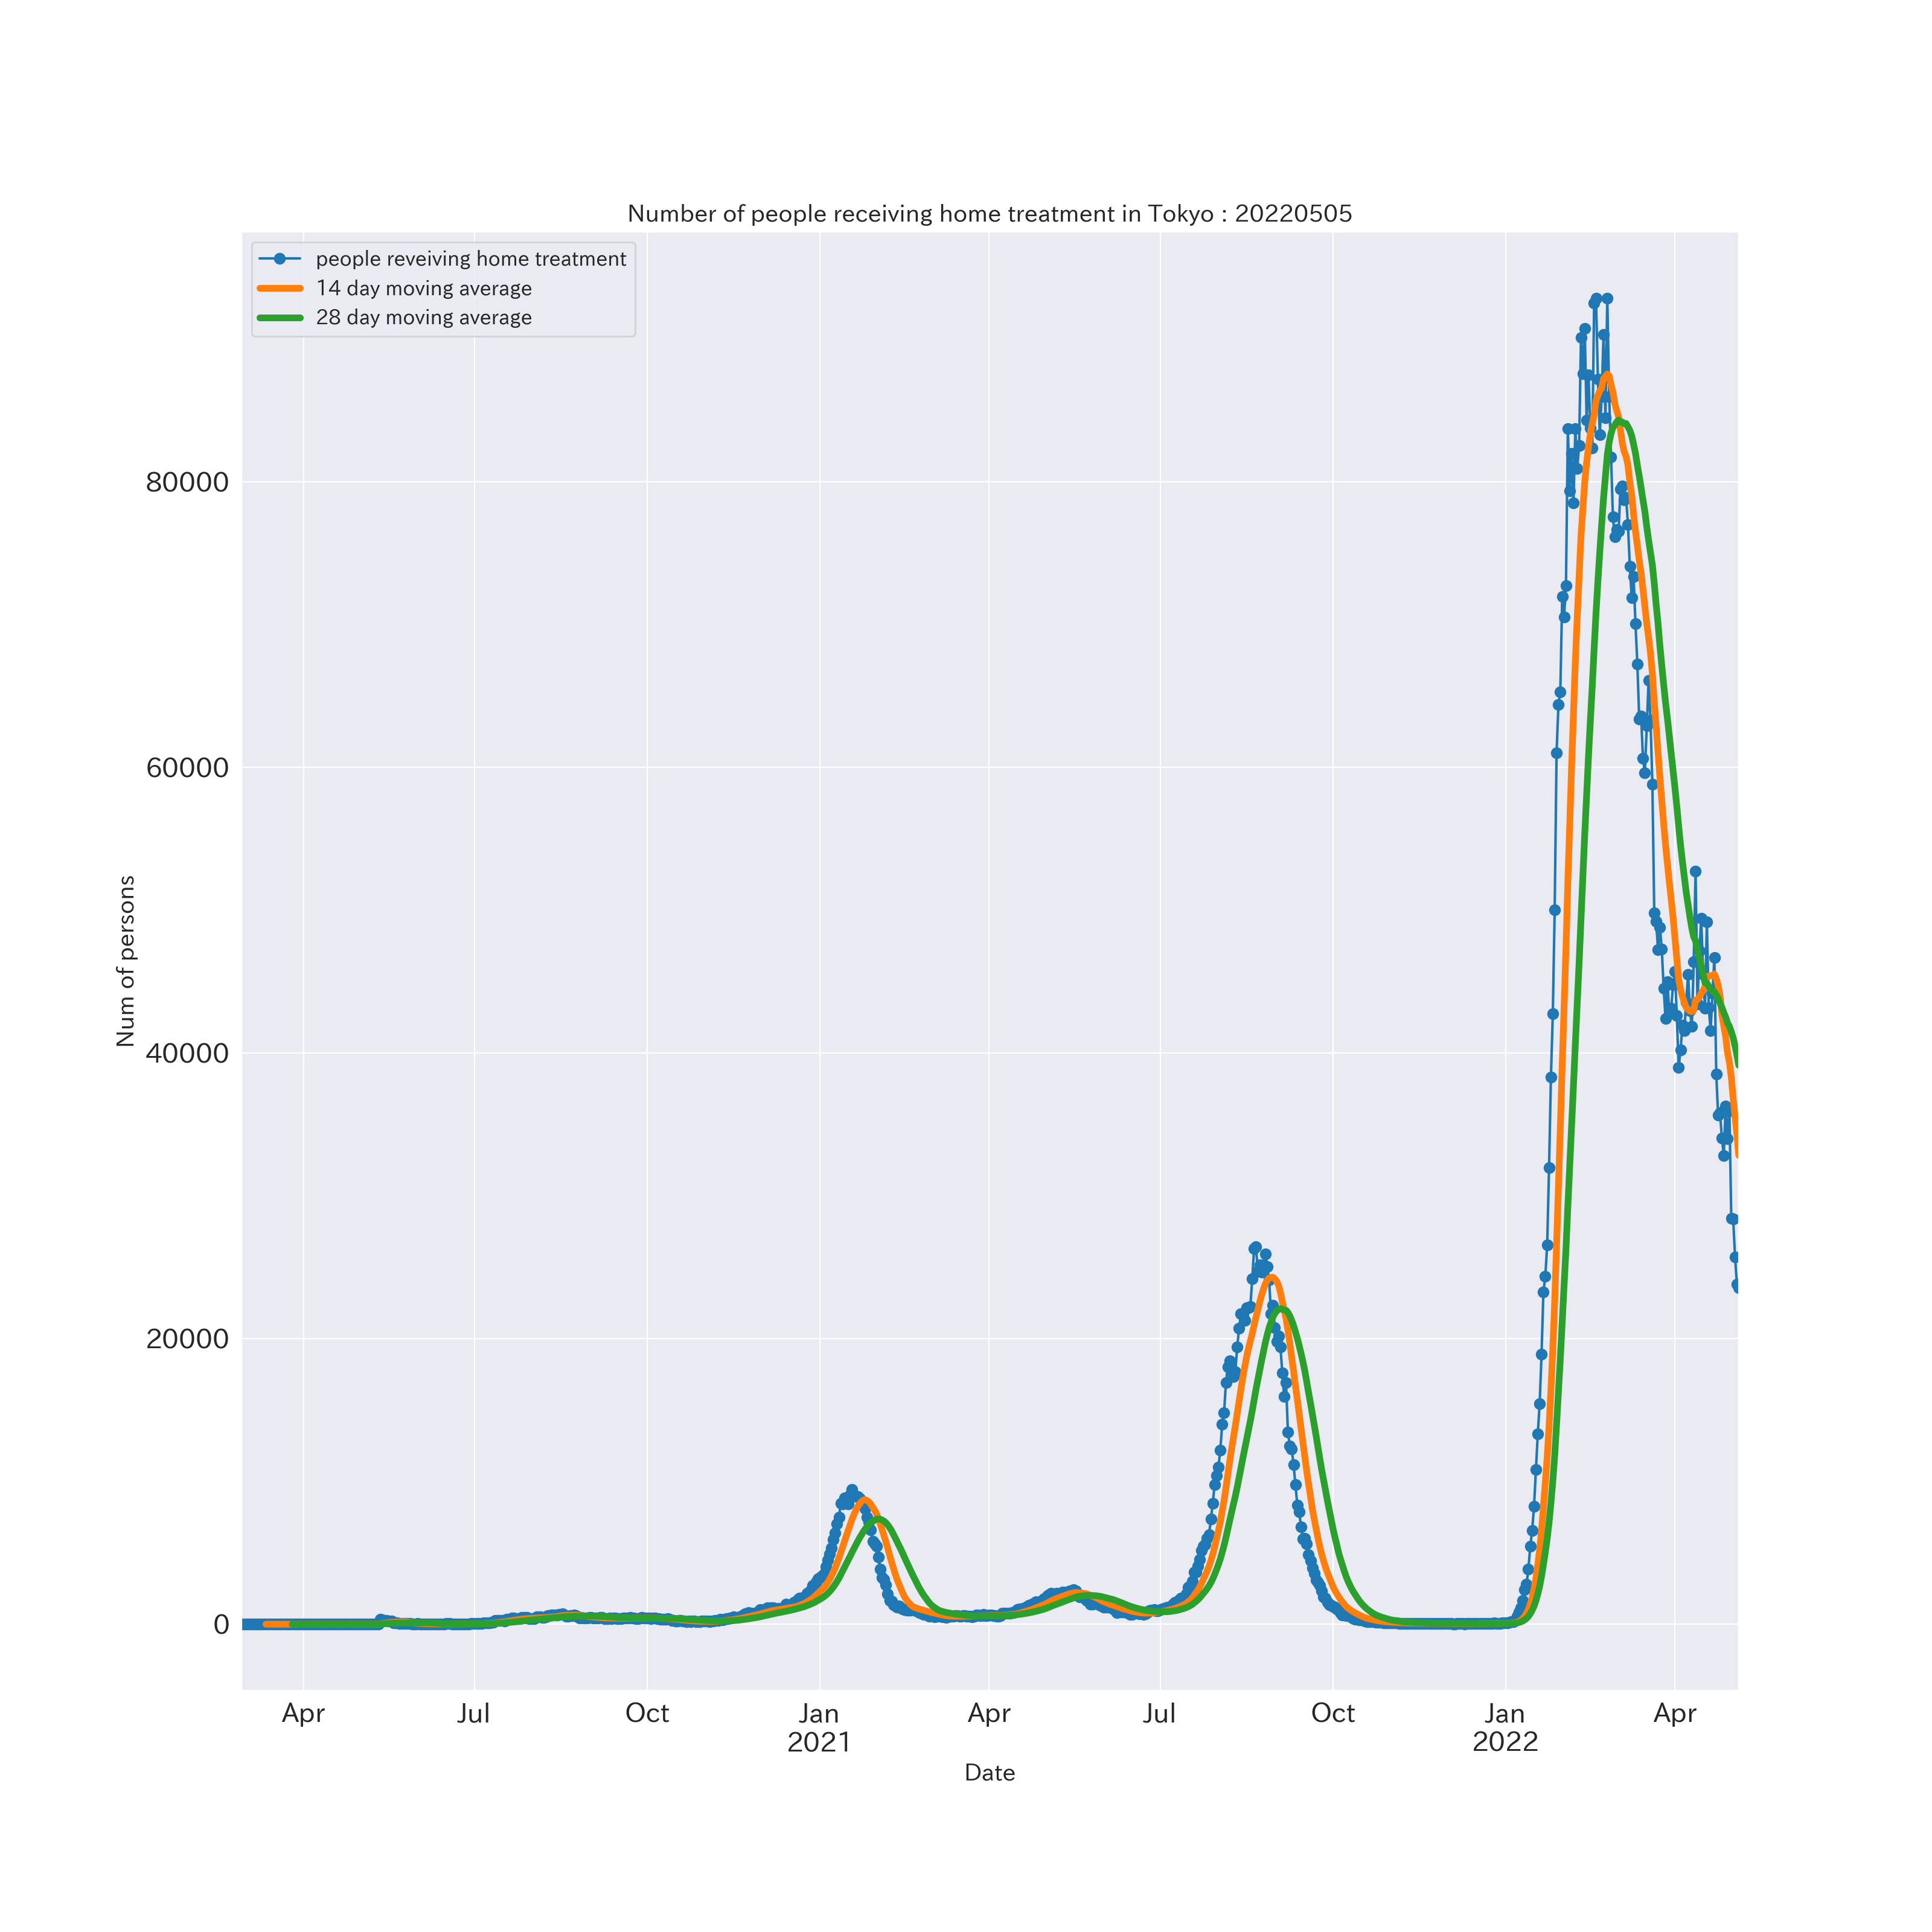 Number of people receiving home treatment in Tokyo : 20220505
people reveiving home treatment
14 day moving average
28 day moving average
80000
60000
40000
20000
0
Num of persons
Apr Jul Oct Jan Apr Jul Oct Jan Apr
2021 2022
Date